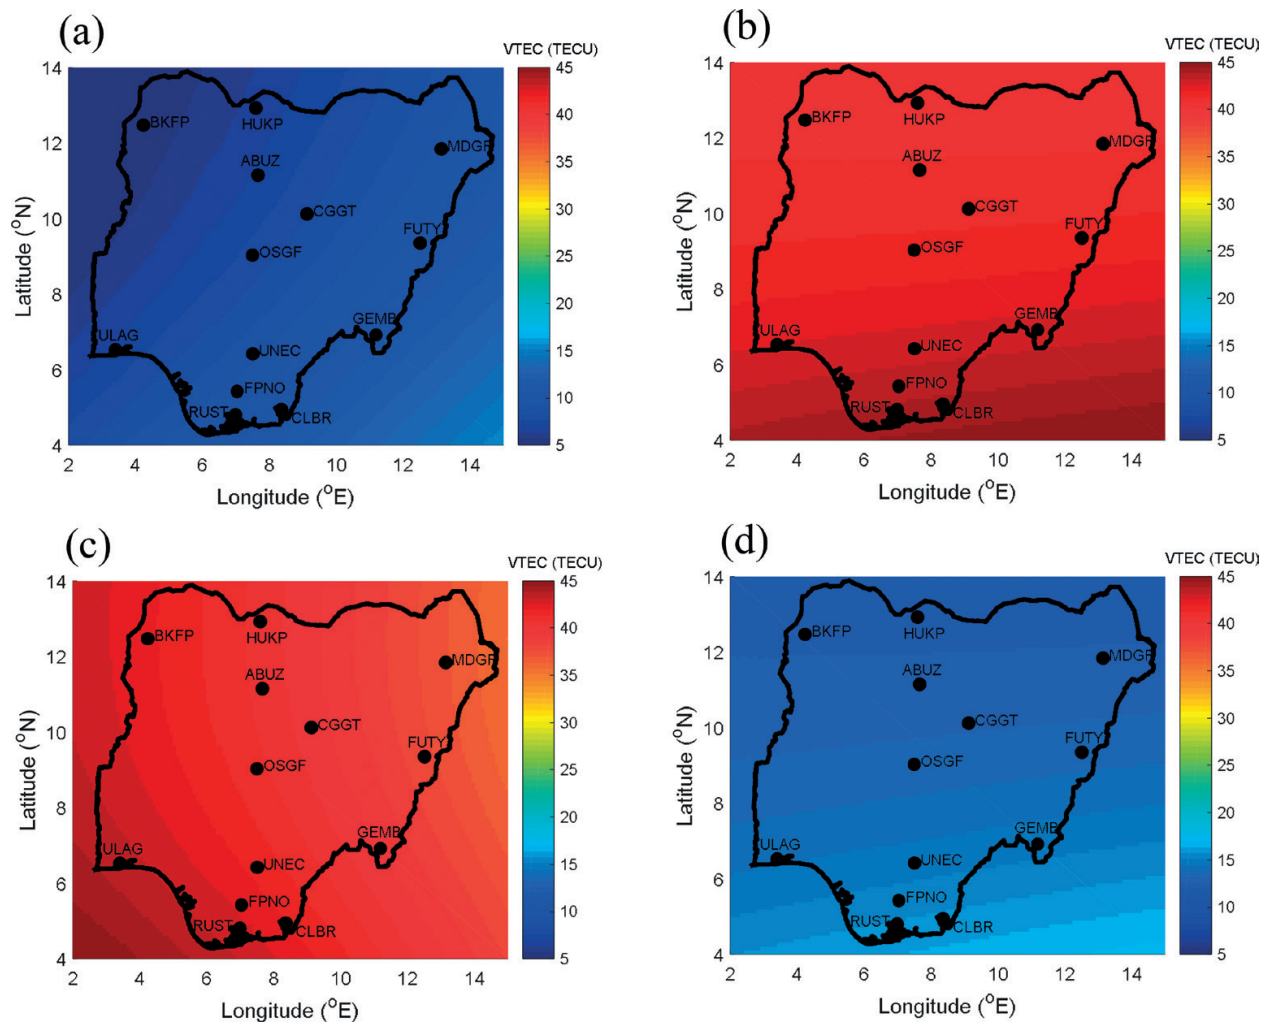 (a)
VTEC (TECU)
14
12
10
8
6
4
2 4 6 8 10 12 14
Latitude (°N)
Longitude (°E)
BKFP
HUKP
MDGF
ABUZ
CGGT
FUTY
OSGF
GEMB
ULAG
UNEC
FPNO
RUST
CLBR
45
40
35
30
25
20
15
10
5
(b)
VTEC (TECU)
14
12
10
8
6
4
2 4 6 8 10 12 14
Latitude (°N)
Longitude (°E)
BKFP
HUKP
MDGF
ABUZ
CGGT
FUTY
OSGF
GEMB
ULAG
UNEC
FPNO
RUST
CLBR
45
40
35
30
25
20
15
10
5
(c)
VTEC (TECU)
14
12
10
8
6
4
2 4 6 8 10 12 14
Latitude (°N)
Longitude (°E)
BKFP
HUKP
MDGF
ABUZ
CGGT
FUTY
OSGF
GEMB
ULAG
UNEC
FPNO
RUST
CLBR
45
40
35
30
25
20
15
10
5
(d)
VTEC (TECU)
14
12
10
8
6
4
2 4 6 8 10 12 14
Latitude (°N)
Longitude (°E)
BKFP
HUKP
MDGF
ABUZ
CGGT
FUTY
OSGF
GEMB
ULAG
UNEC
FPNO
RUST
CLBR
45
40
35
30
25
20
15
10
5